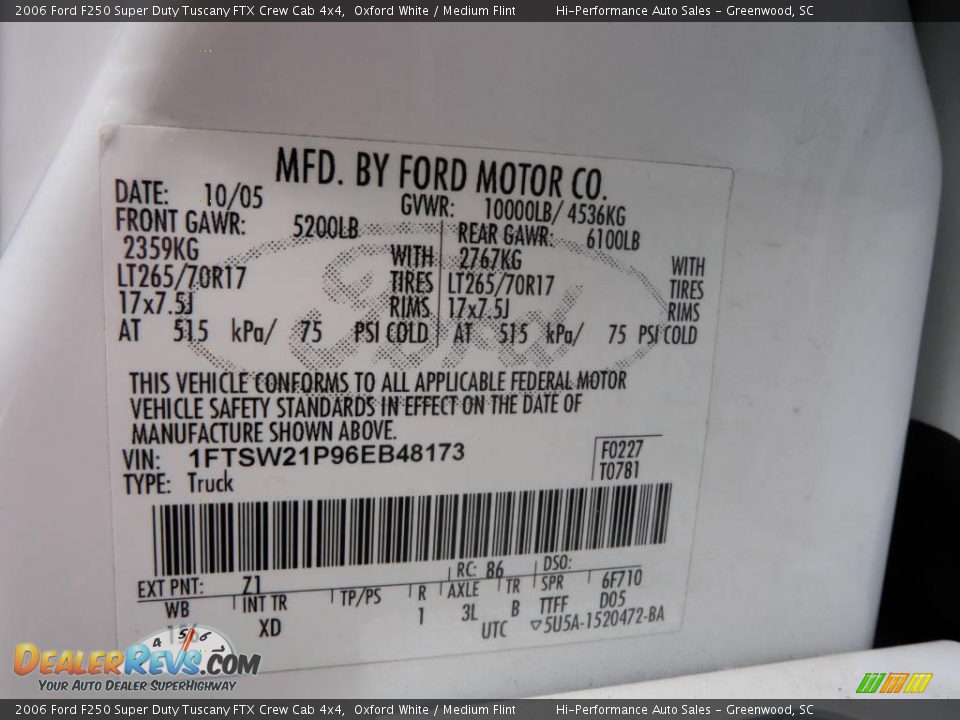 2006 Ford F250 Super Duty Tuscany FTX Crew Cab 4x4, Oxford White / Medium Flint Hi-Performance Auto Sales - Greenwood, SC
MFD. BY FORD MOTOR CO.
DATE: 10/05 GVWR: 10000LB/ 4536KG
FRONT GAWR: 5200LB REAR GAWR: 6100LB
2359KG WITH 2767KG WITH
LT265/70R17 TIRES LT265/70R17 TIRES
17x7.5J RIMS 17x7.5J RIMS
AT 515 kPa/ 75 PSI COLD AT 515 kPa/ 75 PSI COLD
Ford
THIS VEHICLE CONFORMS TO ALL APPLICABLE FEDERAL MOTOR
VEHICLE SAFETY STANDARDS IN EFFECT ON THE DATE OF
MANUFACTURE SHOWN ABOVE.
VIN: 1FTSW21P96EB48173 F0227
TYPE: Truck T0781
EXT PNT: Z1 RC: 86 DSO:
WB INT TR TP/PS R AXLE TR SPR 6F710
156 XD 1 3L B TTFF D05
UTC 5U5A-1520472-BA
4 5 6
DealerRevs.com
Your Auto Dealer SuperHighway
2006 Ford F250 Super Duty Tuscany FTX Crew Cab 4x4, Oxford White / Medium Flint Hi-Performance Auto Sales - Greenwood, SC